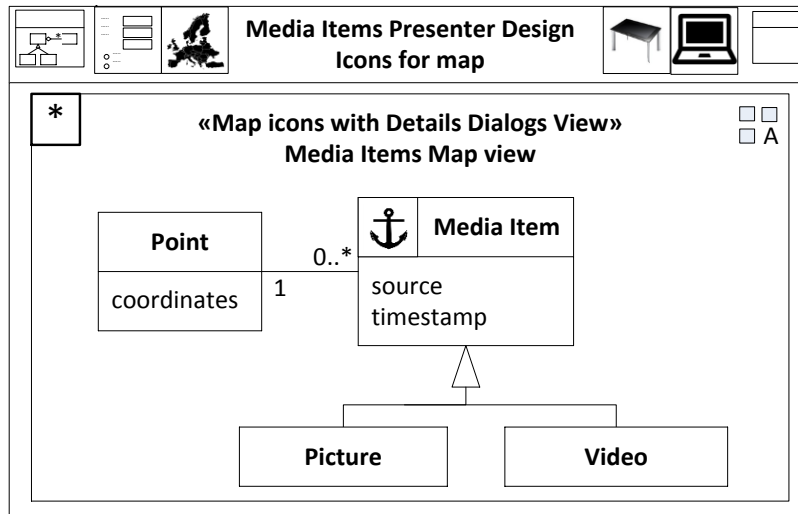 Media Items Presenter Design
Icons for map
*
*
«Map icons with Details Dialogs View»
Media Items Map view
A
Point
coordinates
1
0..*
Media Item
source
timestamp
Picture
Video